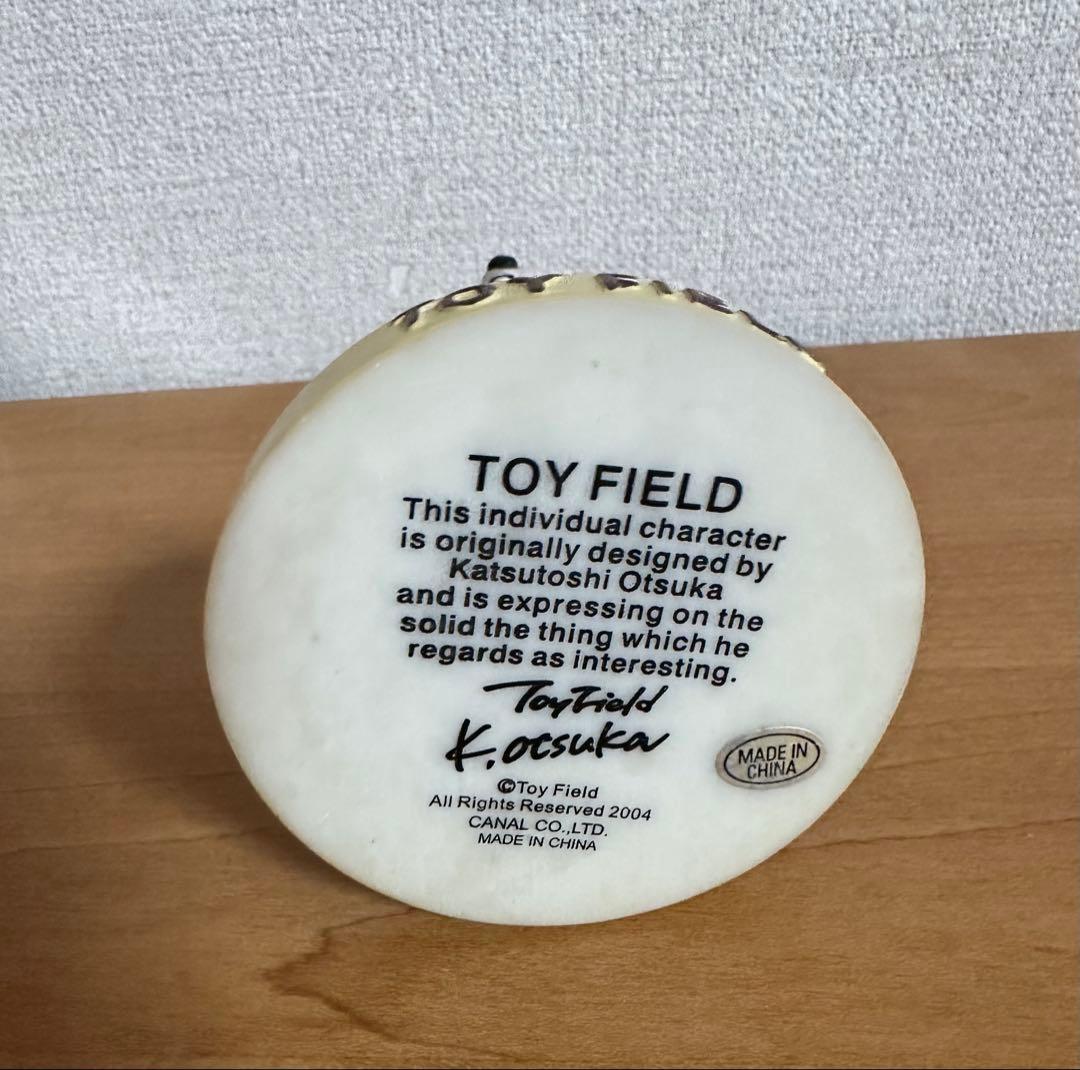 TOY FIELD
TOY FIELD
This individual character
is originally designed by
Katsutoshi Otsuka
and is expressing on the
solid the thing which he
regards as interesting.
ToyField
K.otsuka
©Toy Field
All Rights Reserved 2004
CANAL CO.,LTD.
MADE IN CHINA
MADE IN
CHINA